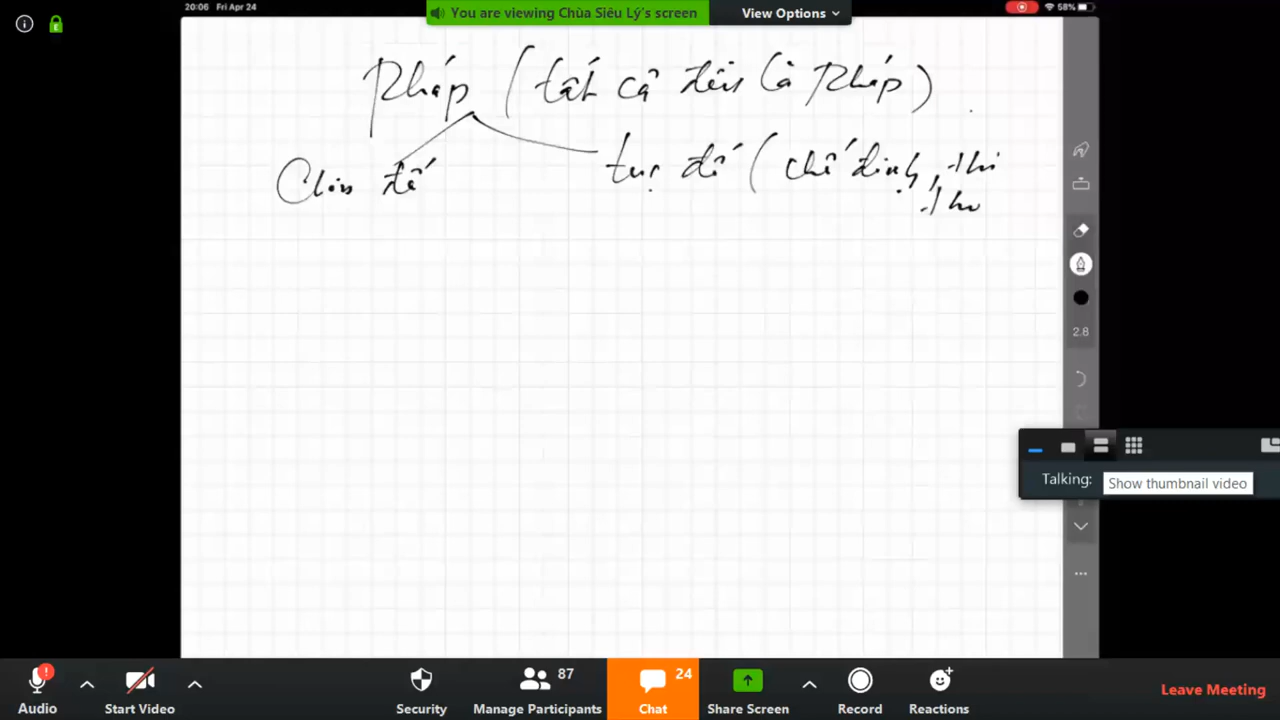 20:06 Fri Apr 24
You are viewing Chùa Siêu Lý's screen
View Options
58%
Pháp (tất cả đều là Pháp)
Chân đế
tục đế (chế định, thi
2.8
Talking:
Show thumbnail video
87
24
Audio
Start Video
Security
Manage Participants
Chat
Share Screen
Record
Reactions
Leave Meeting